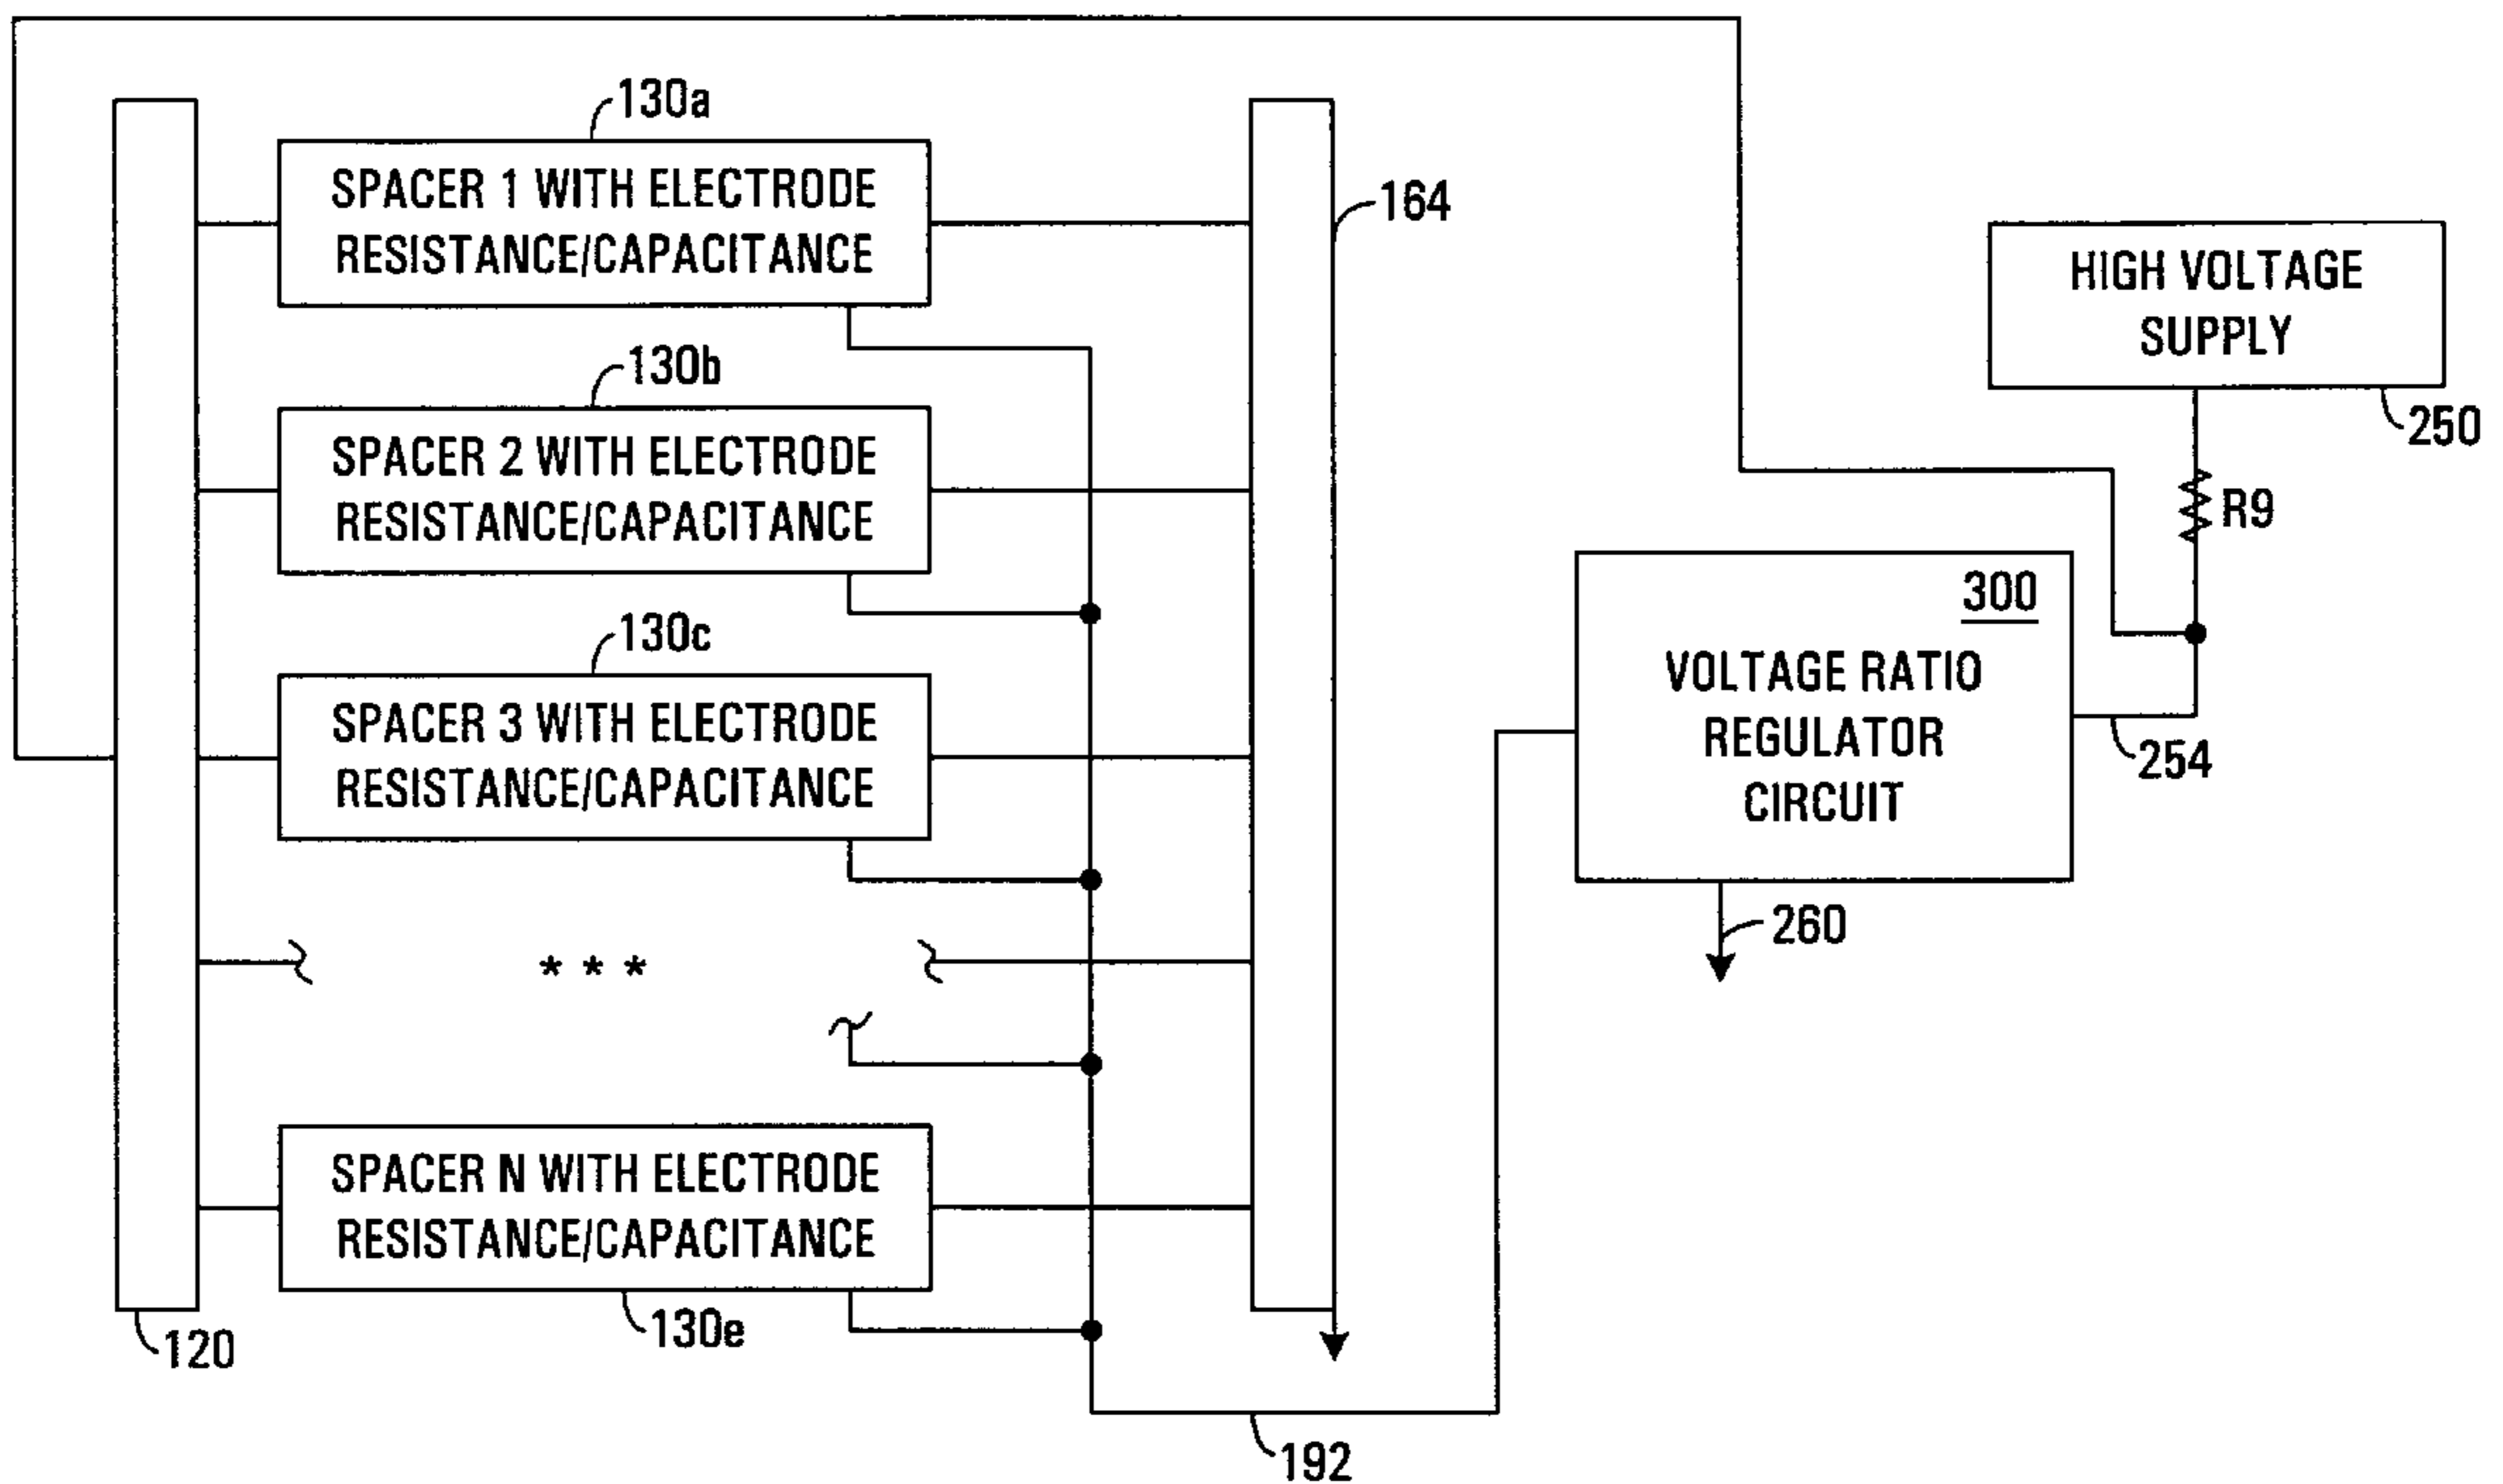 130a
SPACER 1 WITH ELECTRODE
RESISTANCE/CAPACITANCE
164
130b
SPACER 2 WITH ELECTRODE
RESISTANCE/CAPACITANCE
130c
SPACER 3 WITH ELECTRODE
RESISTANCE/CAPACITANCE
* * *
SPACER N WITH ELECTRODE
RESISTANCE/CAPACITANCE
130e
120
192
HIGH VOLTAGE
SUPPLY
250
R9
300
VOLTAGE RATIO
REGULATOR
CIRCUIT
254
260